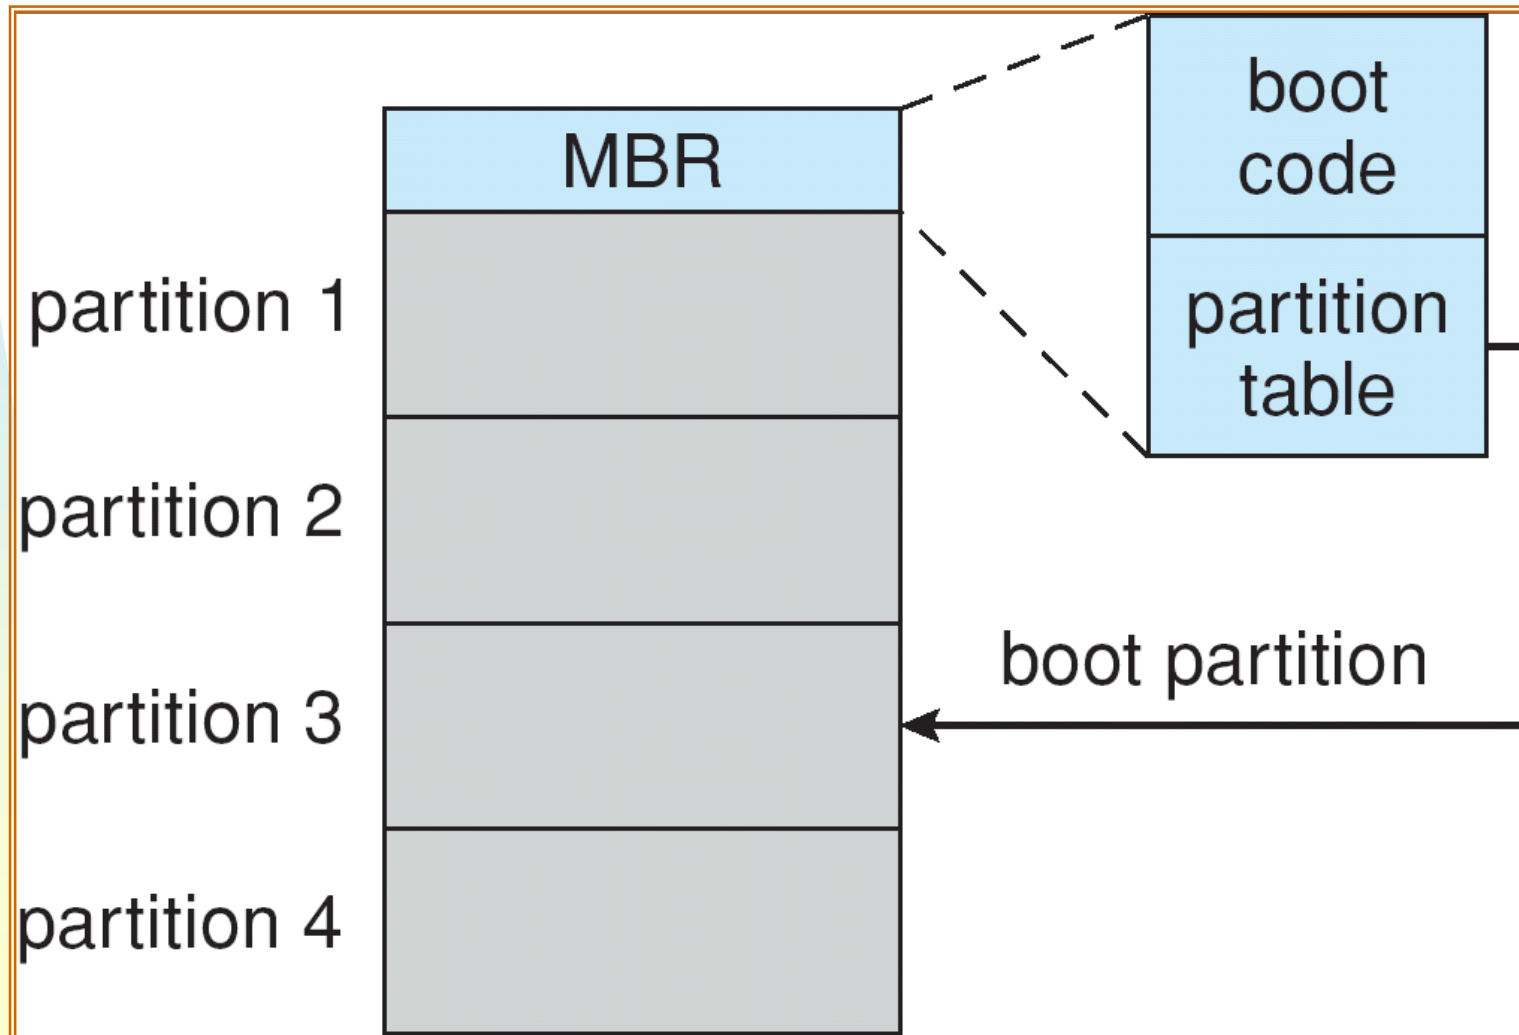 boot
code
MBR
partition 1
partition
table
partition 2
boot partition
partition 3
partition 4